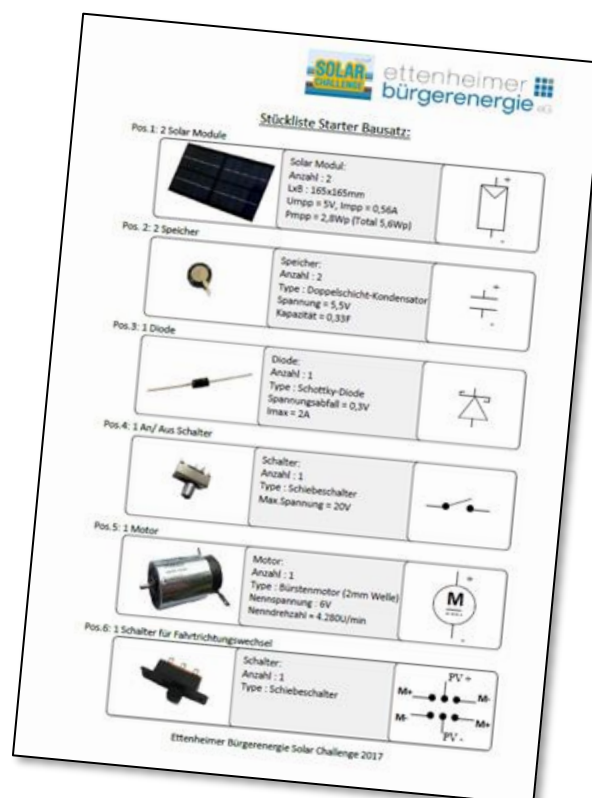 SOLAR
CHALLENGE
ettenheimer
bürgerenergie eG
Stückliste Starter Bausatz:
Pos.1: 2 Solar Module
Solar Modul:
Anzahl : 2
LxB : 165x165mm
Umpp = 5V, Impp = 0,56A
Pmpp = 2,8Wp (Total 5,6Wp)
+
-
Pos. 2: 2 Speicher
Speicher:
Anzahl : 2
Type : Doppelschicht-Kondensator
Spannung = 5,5V
Kapazität = 0,33F
+
-
Pos.3: 1 Diode
Diode:
Anzahl : 1
Type : Schottky-Diode
Spannungsabfall = 0,3V
Imax = 2A
Pos.4: 1 An/ Aus Schalter
Schalter:
Anzahl : 1
Type : Schiebeschalter
Max.Spannung = 20V
Pos.5: 1 Motor
Motor:
Anzahl : 1
Type : Bürstenmotor (2mm Welle)
Nennspannung : 6V
Nenndrehzahl = 4.280U/min
+
M
-
Pos.6: 1 Schalter für Fahrtrichtungswechsel
Schalter:
Anzahl : 1
Type : Schiebeschalter
PV +
M+ M-
M- M+
PV -
Ettenheimer Bürgerenergie Solar Challenge 2017